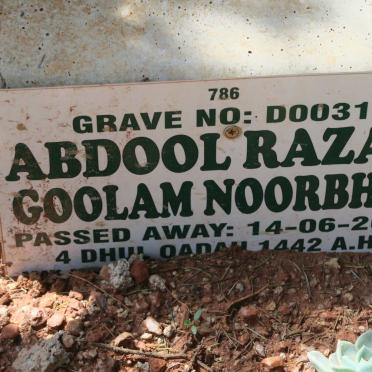 786
GRAVE NO: D0031
ABDOOL RAZA
GOOLAM NOORBH
PASSED AWAY: 14-06-20
4 DHUL QADAH 1442 A.H